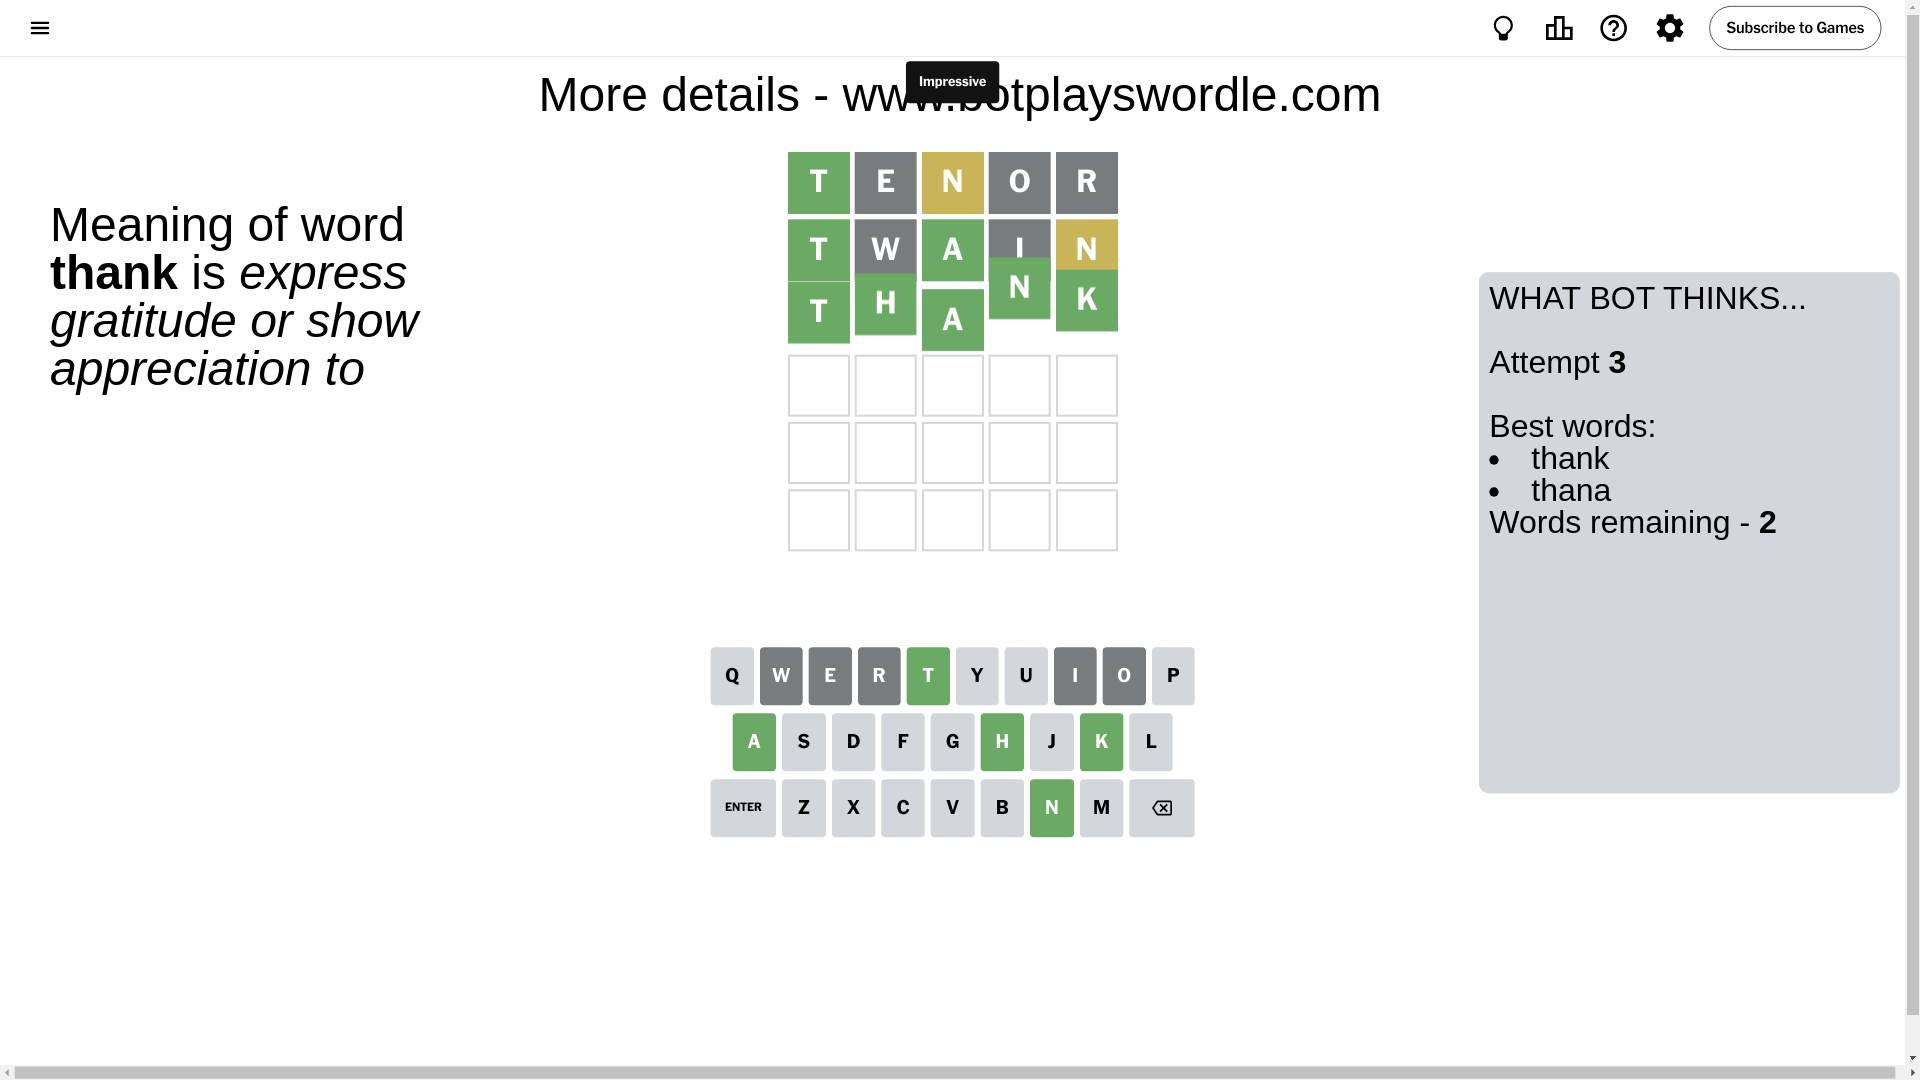 Subscribe to Games
Impressive
More details - www.botplayswordle.com
Meaning of word
thank is express
gratitude or show
appreciation to
T E N O R
T W A I N
T H A N K
WHAT BOT THINKS...
Attempt 3
Best words:
• thank
• thana
Words remaining - 2
Q W E R T Y U I O P
A S D F G H J K L
ENTER Z X C V B N M